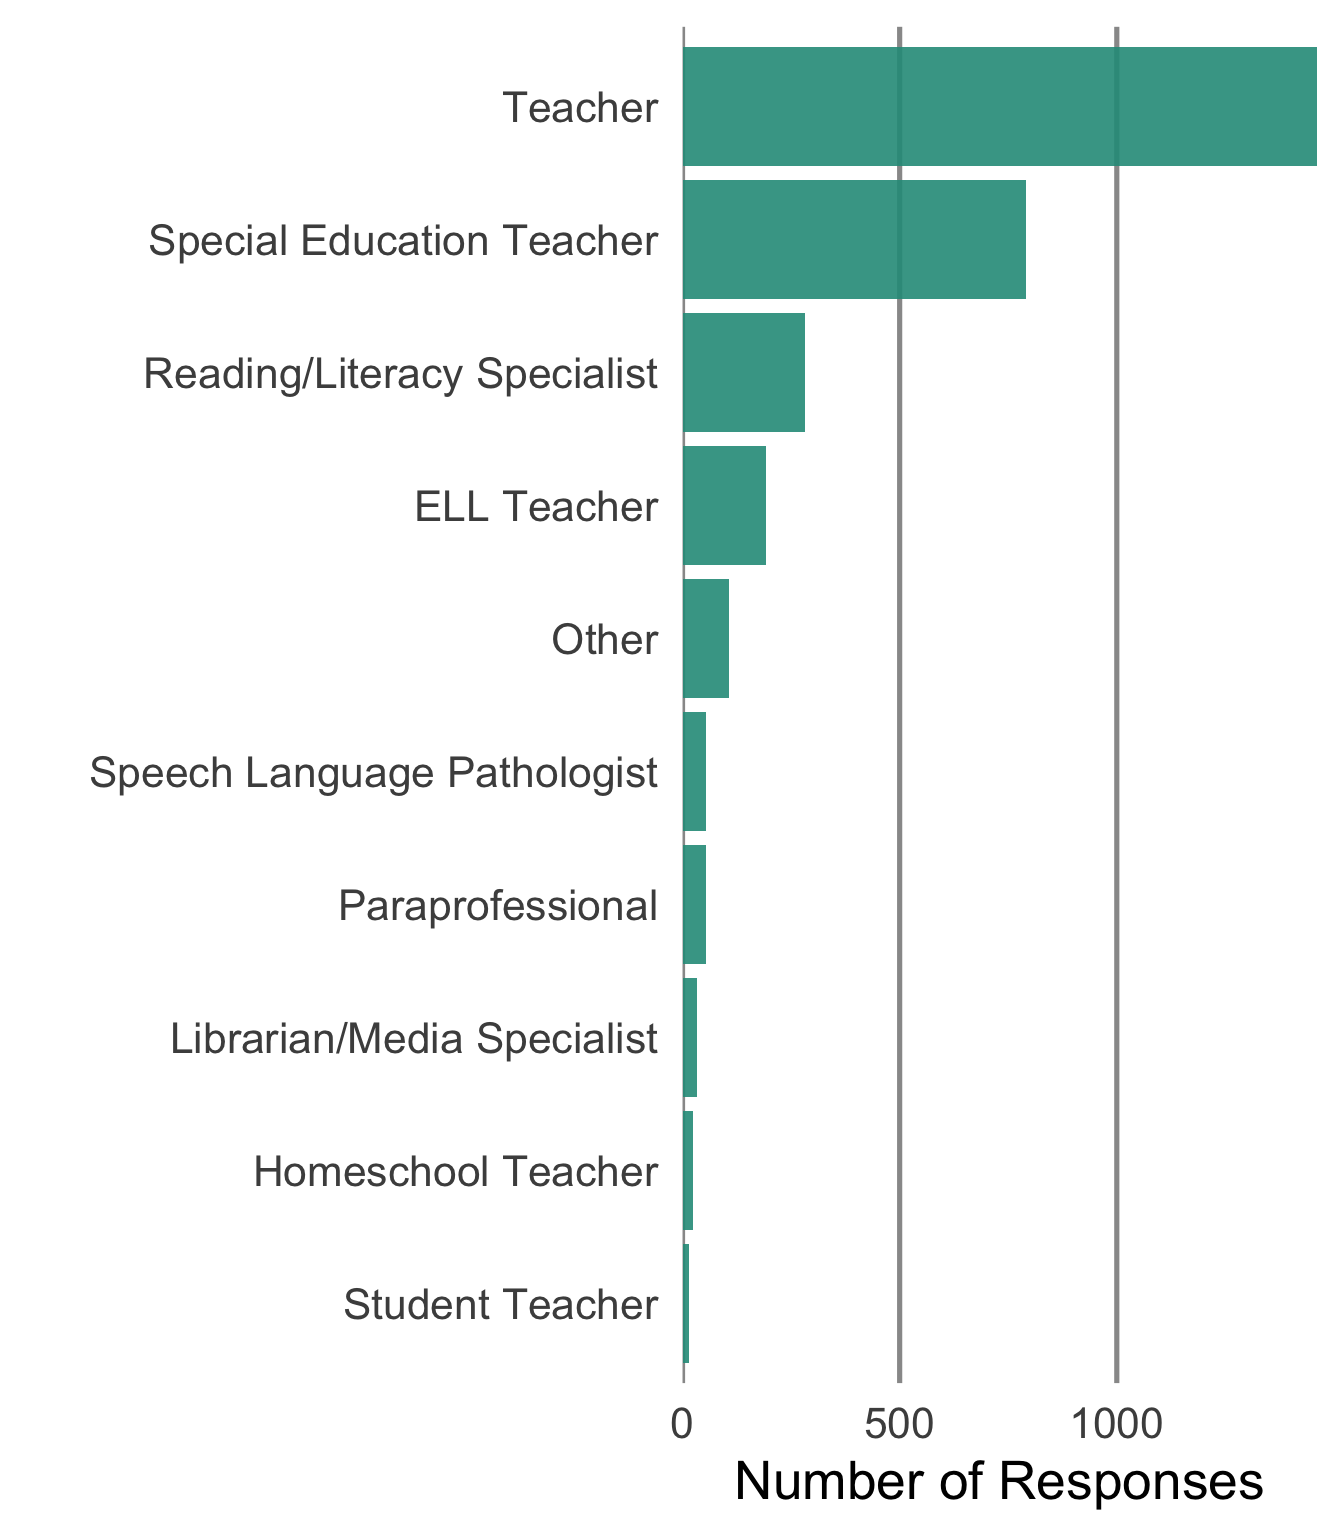 Teacher
Special Education Teacher
Reading/Literacy Specialist
ELL Teacher
Other
Speech Language Pathologist
Paraprofessional
Librarian/Media Specialist
Homeschool Teacher
Student Teacher
0 500 1000
Number of Responses